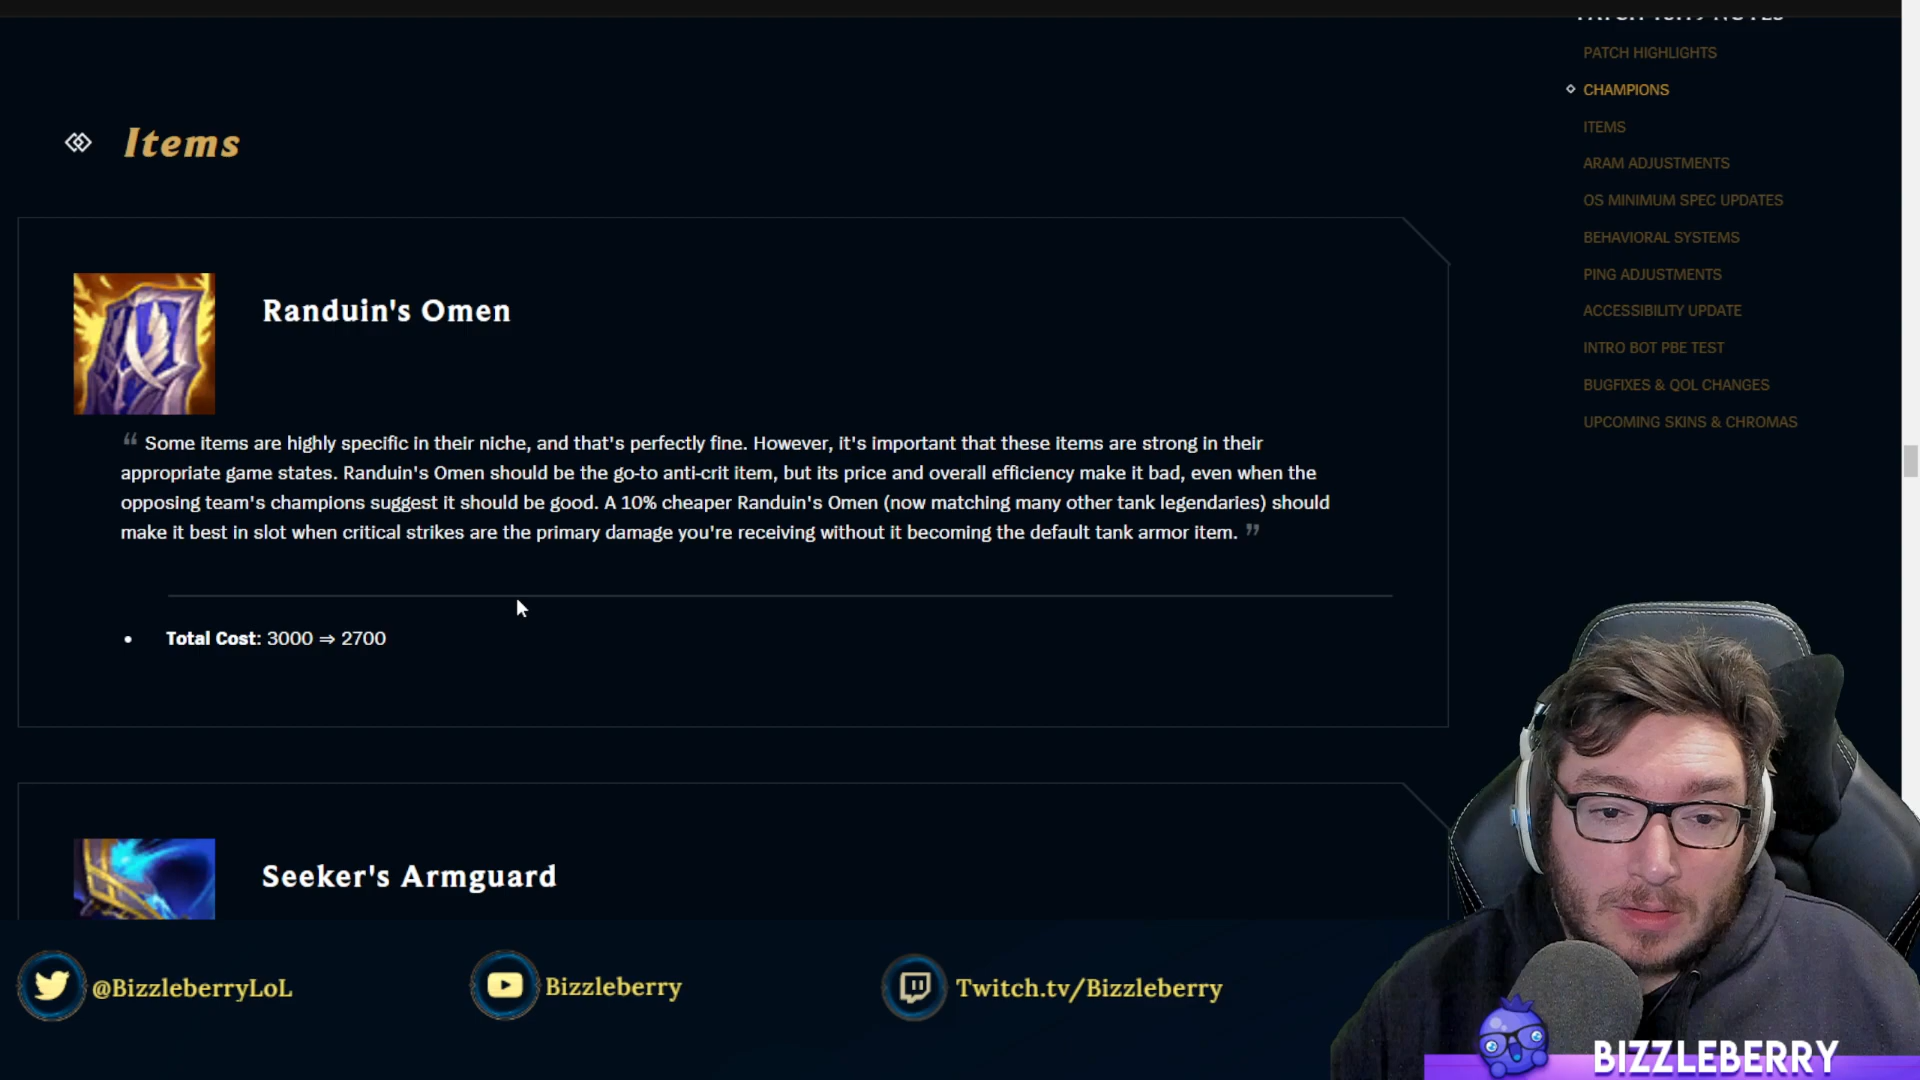 PATCH HIGHLIGHTS
CHAMPIONS
ITEMS
ARAM ADJUSTMENTS
OS MINIMUM SPEC UPDATES
BEHAVIORAL SYSTEMS
PING ADJUSTMENTS
ACCESSIBILITY UPDATE
INTRO BOT PBE TEST
BUGFIXES & QOL CHANGES
UPCOMING SKINS & CHROMAS
Items
Randuin's Omen
“ Some items are highly specific in their niche, and that's perfectly fine. However, it's important that these items are strong in their
appropriate game states. Randuin's Omen should be the go-to anti-crit item, but its price and overall efficiency make it bad, even when the
opposing team's champions suggest it should be good. A 10% cheaper Randuin's Omen (now matching many other tank legendaries) should
make it best in slot when critical strikes are the primary damage you're receiving without it becoming the default tank armor item. ”
• Total Cost: 3000 ⇒ 2700
Seeker's Armguard
@BizzleberryLoL
Bizzleberry
Twitch.tv/Bizzleberry
BIZZLEBERRY